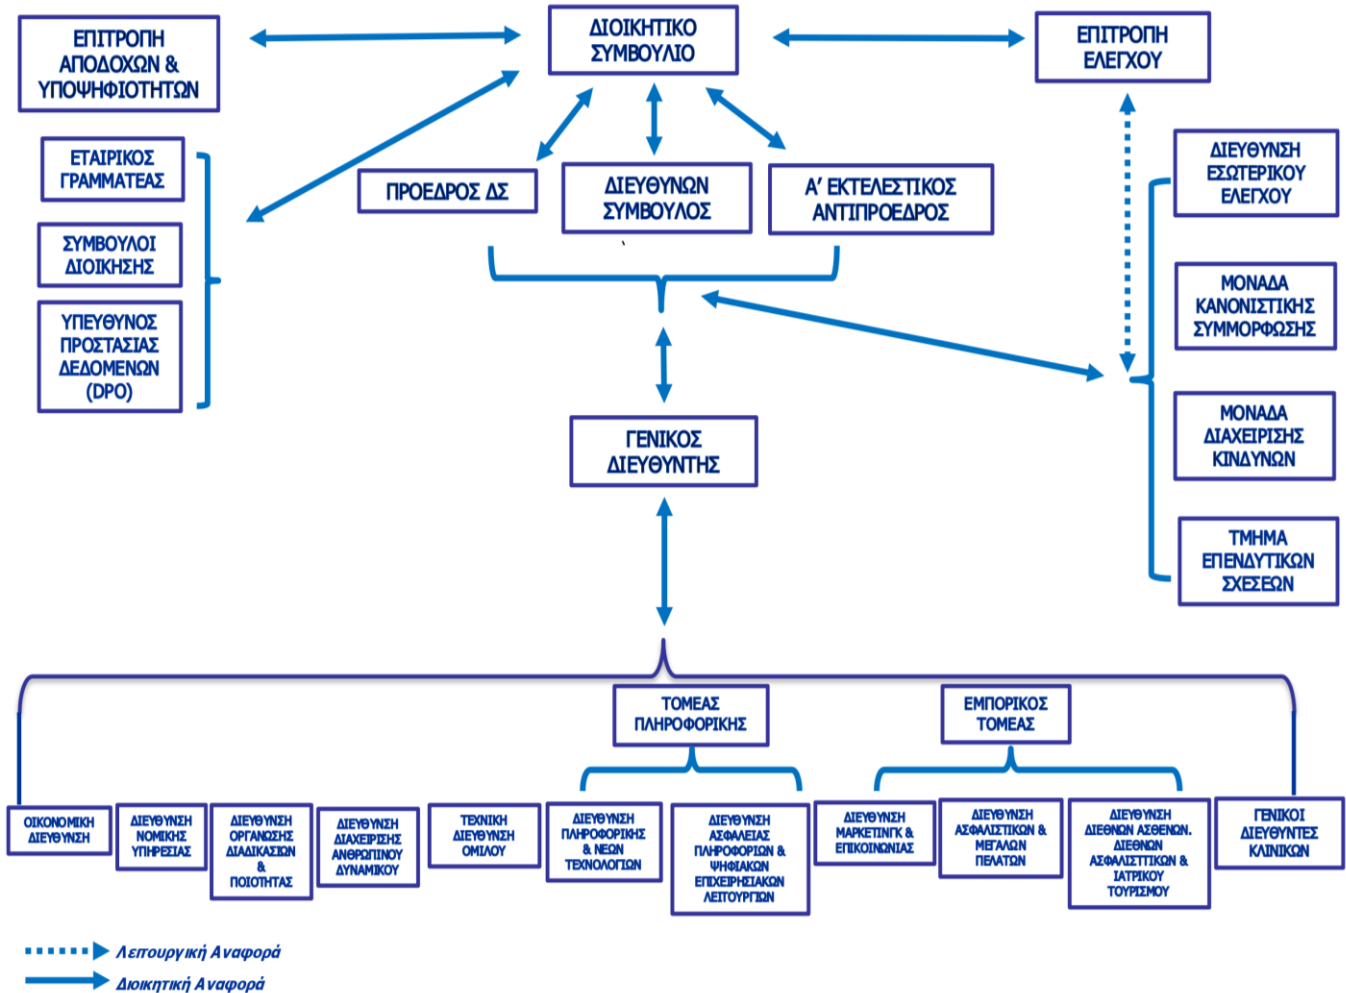 ΕΠΙΤΡΟΠΗ
ΑΠΟΔΟΧΩΝ &
ΥΠΟΨΗΦΙΟΤΗΤΩΝ
ΔΙΟΙΚΗΤΙΚΟ
ΣΥΜΒΟΥΛΙΟ
ΕΠΙΤΡΟΠΗ
ΕΛΕΓΧΟΥ
ΕΤΑΙΡΙΚΟΣ
ΓΡΑΜΜΑΤΕΑΣ
ΣΥΜΒΟΥΛΟΙ
ΔΙΟΙΚΗΣΗΣ
ΥΠΕΥΘΥΝΟΣ
ΠΡΟΣΤΑΣΙΑΣ
ΔΕΔΟΜΕΝΩΝ
(DPO)
ΠΡΟΕΔΡΟΣ ΔΣ
ΔΙΕΥΘΥΝΩΝ
ΣΥΜΒΟΥΛΟΣ
Α΄ ΕΚΤΕΛΕΣΤΙΚΟΣ
ΑΝΤΙΠΡΟΕΔΡΟΣ
ΔΙΕΥΘΥΝΣΗ
ΕΣΩΤΕΡΙΚΟΥ
ΕΛΕΓΧΟΥ
ΜΟΝΑΔΑ
ΚΑΝΟΝΙΣΤΙΚΗΣ
ΣΥΜΜΟΡΦΩΣΗΣ
ΜΟΝΑΔΑ
ΔΙΑΧΕΙΡΙΣΗΣ
ΚΙΝΔΥΝΩΝ
ΤΜΗΜΑ
ΕΠΕΝΔΥΤΙΚΩΝ
ΣΧΕΣΕΩΝ
ΓΕΝΙΚΟΣ
ΔΙΕΥΘΥΝΤΗΣ
ΤΟΜΕΑΣ
ΠΛΗΡΟΦΟΡΙΚΗΣ
ΕΜΠΟΡΙΚΟΣ
ΤΟΜΕΑΣ
ΟΙΚΟΝΟΜΙΚΗ
ΔΙΕΥΘΥΝΣΗ
ΔΙΕΥΘΥΝΣΗ
ΝΟΜΙΚΗΣ
ΥΠΗΡΕΣΙΑΣ
ΔΙΕΥΘΥΝΣΗ
ΟΡΓΑΝΩΣΗΣ
ΔΙΑΔΙΚΑΣΙΩΝ
&
ΠΟΙΟΤΗΤΑΣ
ΔΙΕΥΘΥΝΣΗ
ΔΙΑΧΕΙΡΙΣΗΣ
ΑΝΘΡΩΠΙΝΟΥ
ΔΥΝΑΜΙΚΟΥ
ΤΕΧΝΙΚΗ
ΔΙΕΥΘΥΝΣΗ
ΟΜΙΛΟΥ
ΔΙΕΥΘΥΝΣΗ
ΠΛΗΡΟΦΟΡΙΚΗΣ
& ΝΕΩΝ
ΤΕΧΝΟΛΟΓΙΩΝ
ΔΙΕΥΘΥΝΣΗ
ΑΣΦΑΛΕΙΑΣ
ΠΛΗΡΟΦΟΡΙΩΝ &
ΨΗΦΙΑΚΩΝ
ΕΠΙΧΕΙΡΗΣΙΑΚΩΝ
ΛΕΙΤΟΥΡΓΙΩΝ
ΔΙΕΥΘΥΝΣΗ
ΜΑΡΚΕΤΙΝΓΚ &
ΕΠΙΚΟΙΝΩΝΙΑΣ
ΔΙΕΥΘΥΝΣΗ
ΑΣΦΑΛΙΣΤΙΚΩΝ &
ΜΕΓΑΛΩΝ
ΠΕΛΑΤΩΝ
ΔΙΕΥΘΥΝΣΗ
ΔΙΕΘΝΩΝ ΑΣΘΕΝΩΝ.
ΔΙΕΘΝΩΝ
ΑΣΦΑΛΙΣΤΤΙΚΩΝ &
ΙΑΤΡΙΚΟΥ
ΤΟΥΡΙΣΜΟΥ
ΓΕΝΙΚΟΙ
ΔΙΕΥΘΥΝΤΕΣ
ΚΛΙΝΙΚΩΝ
Λειτουργική Αναφορά
Διοικητική Αναφορά